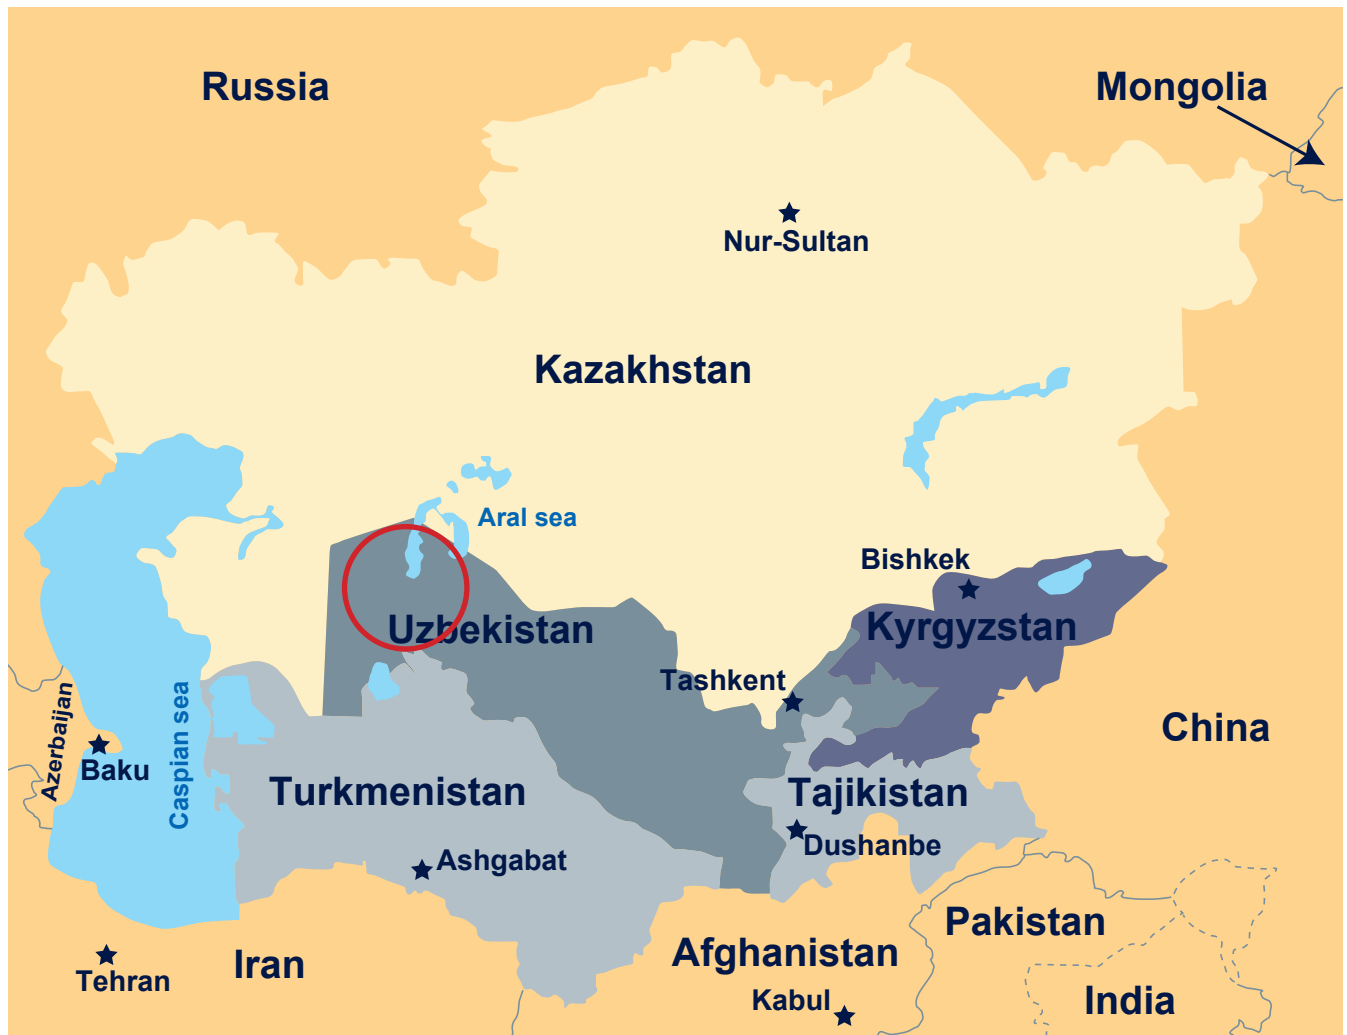 Russia
Mongolia
Nur-Sultan
Kazakhstan
Aral sea
Bishkek
Uzbekistan
Kyrgyzstan
Tashkent
Azerbaijan
Caspian sea
China
Baku
Turkmenistan
Tajikistan
Dushanbe
Ashgabat
Pakistan
Iran
Afghanistan
Tehran
Kabul
India